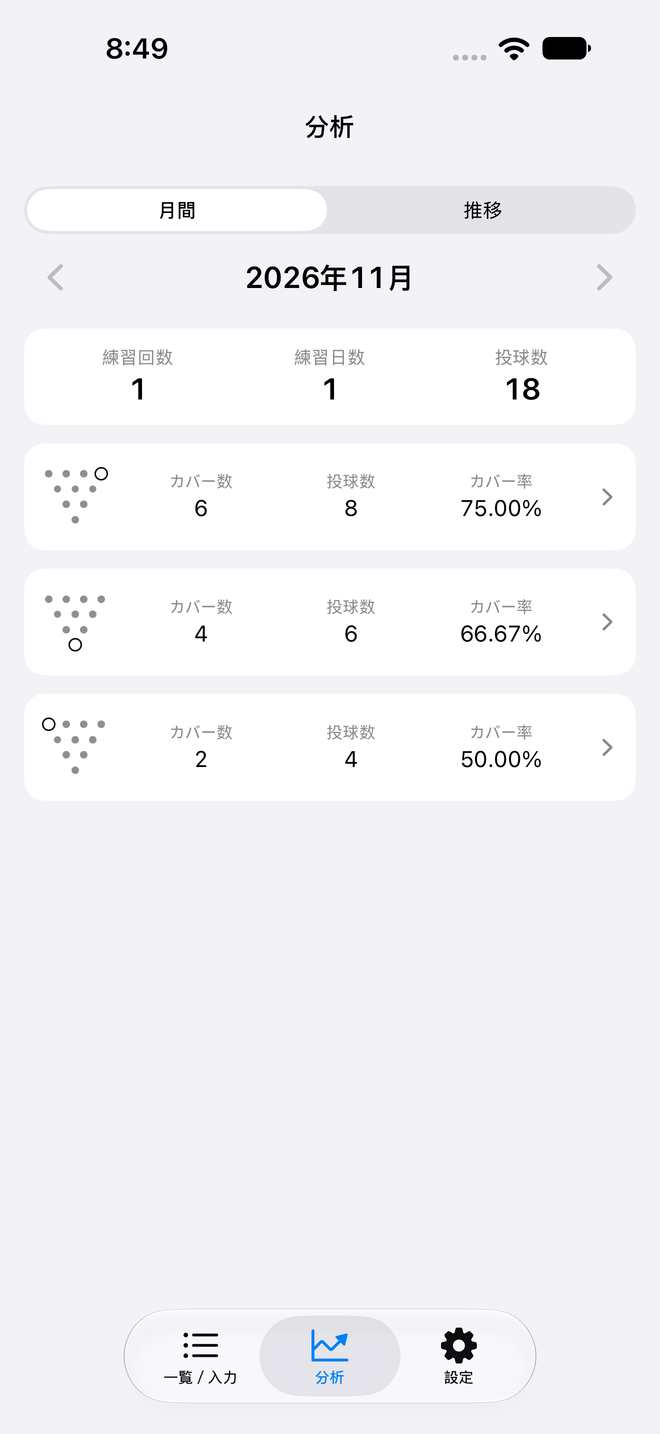 8:49
分析
月間 推移
2026年11月
練習回数 練習日数 投球数
1 1 18
カバー数 投球数 カバー率
6 8 75.00%
カバー数 投球数 カバー率
4 6 66.67%
カバー数 投球数 カバー率
2 4 50.00%
一覧 / 入力 分析 設定